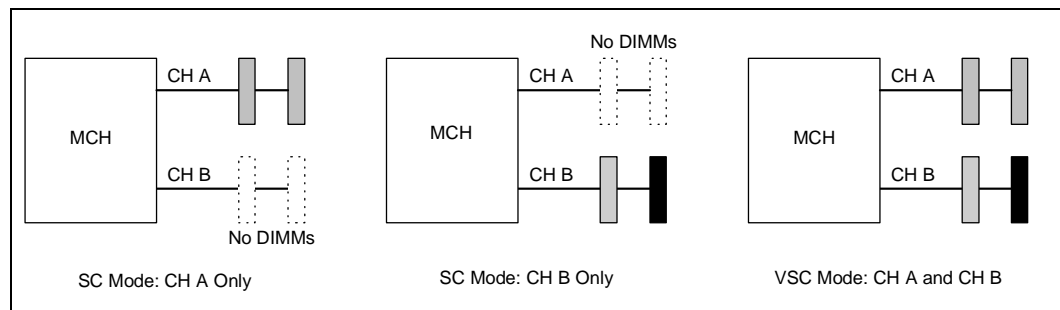 CH A
MCH
CH B
No DIMMs
SC Mode: CH A Only
No DIMMs
CH A
MCH
CH B
SC Mode: CH B Only
CH A
MCH
CH B
VSC Mode: CH A and CH B